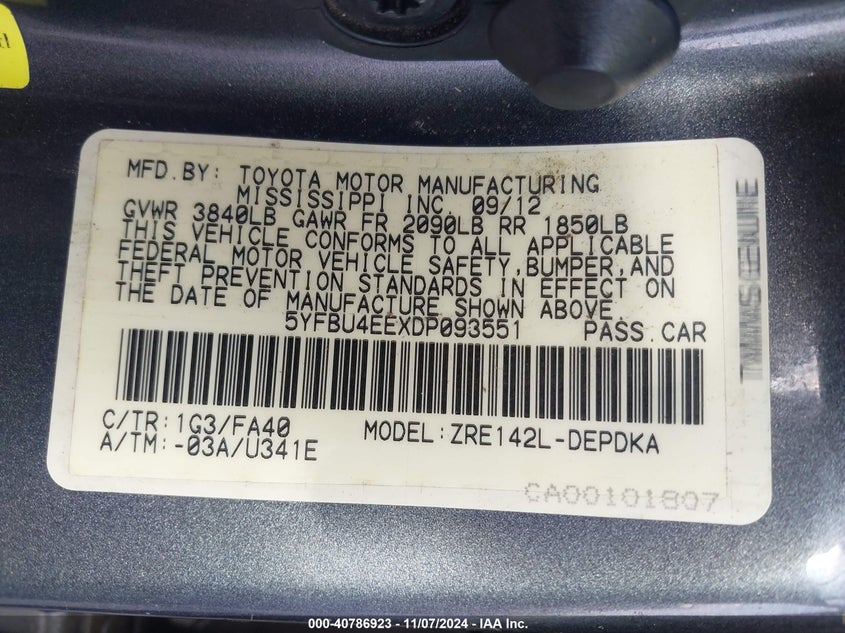 MFD.BY: TOYOTA MOTOR MANUFACTURING
MISSISSIPPI INC. 09/12
GVWR 3840LB GAWR FR 2090LB RR 1850LB
THIS VEHICLE CONFORMS TO ALL APPLICABLE
FEDERAL MOTOR VEHICLE SAFETY,BUMPER,AND
THEFT PREVENTION STANDARDS IN EFFECT ON
THE DATE OF MANUFACTURE SHOWN ABOVE.
5YFBU4EEXDP093551 PASS.CAR
C/TR:1G3/FA40
A/TM:-03A/U341E
MODEL:ZRE142L-DEPDKA
CA00101807
000-40786923 - 11/07/2024 - IAA Inc.